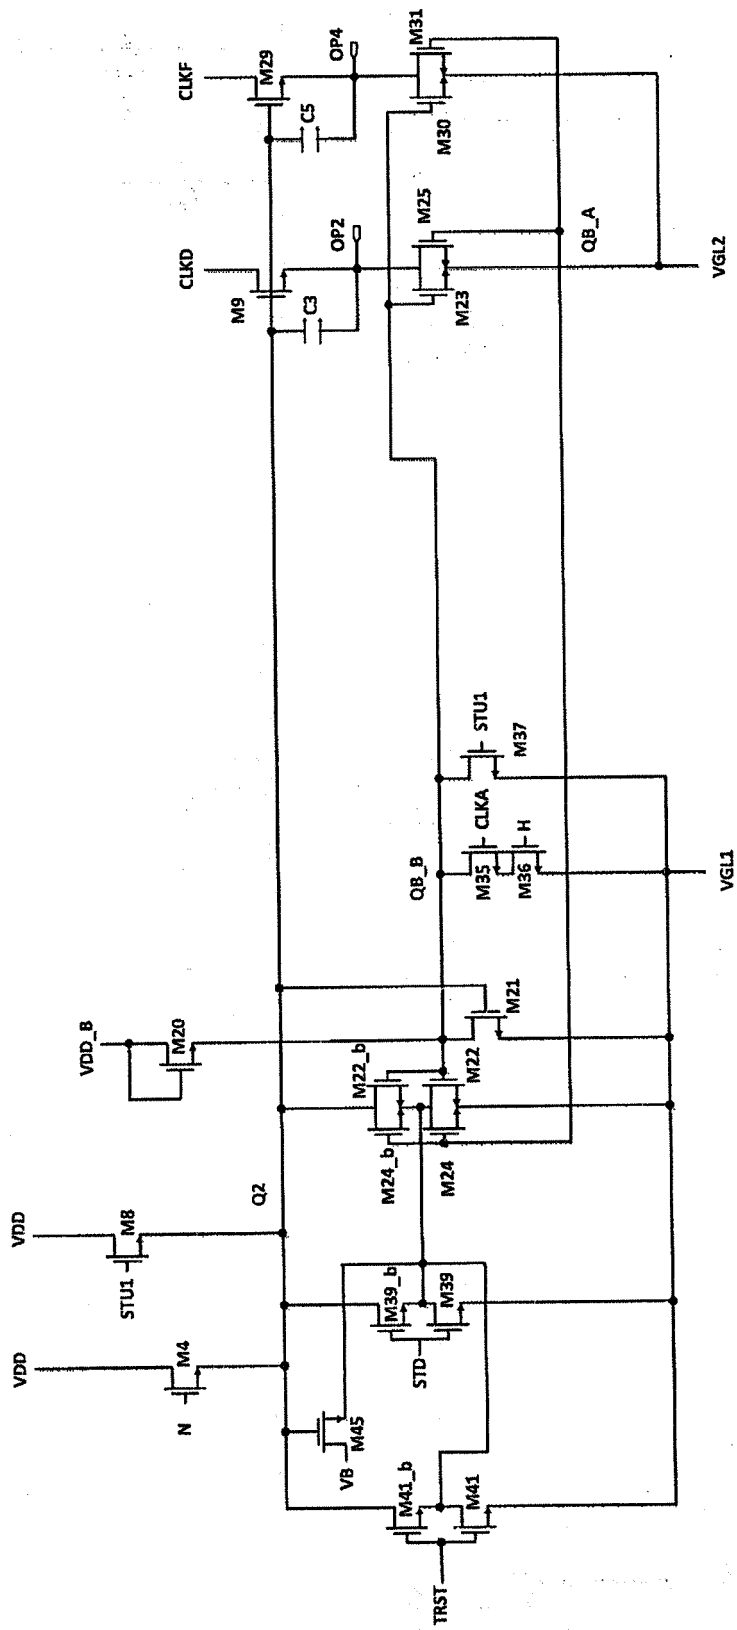 CLKF
M29
OP4
M31
C5
M30
CLKD
M9
OP2
M25
C3
M23
QB_A
VGL2
STU1
M37
CLKA
QB_B
M35
H
M36
VGL1
VDD_B
M20
M21
M22_b
M22
M24_b
M24
Q2
VDD
M8
STU1
M39_b
M39
STD
VDD
M4
N
M45
VB
M41_b
M41
TRST